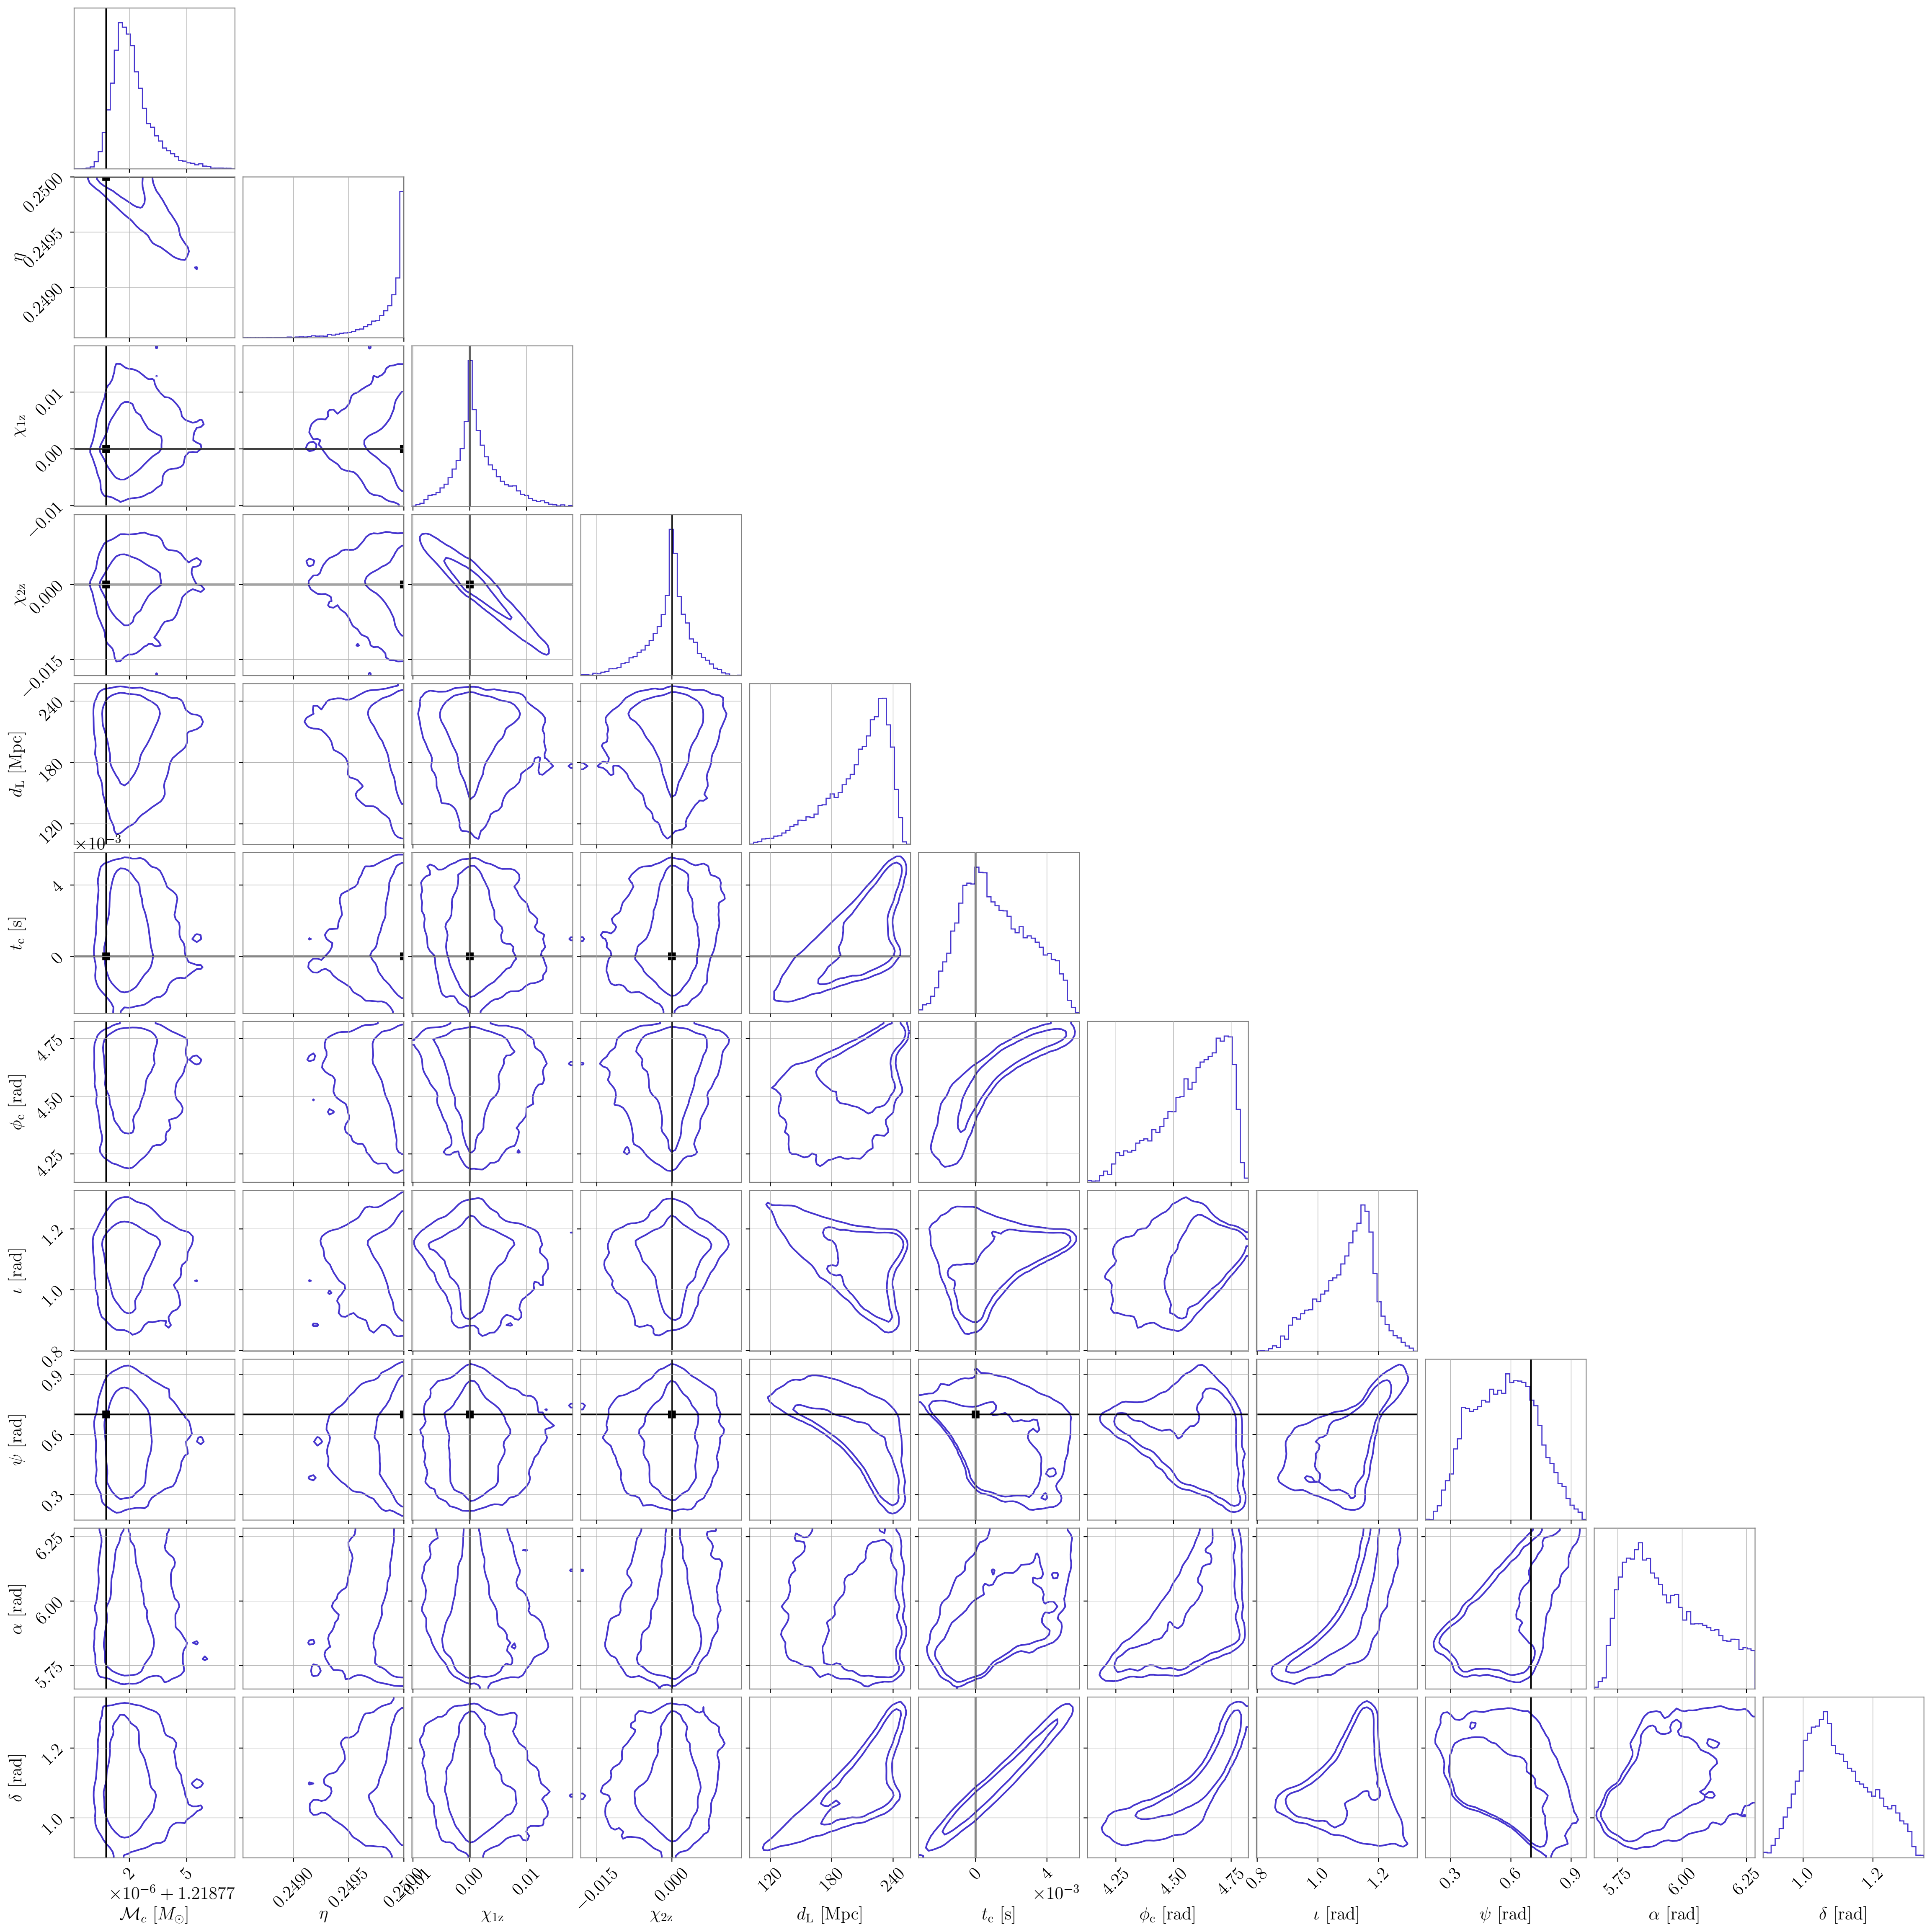 0.2500
0.2495
0.2490
η
0.01
0.00
−0.01
χ1z
0.000
−0.015
χ2z
240
180
120
dL [Mpc]
×10−3
4
0
tc [s]
4.75
4.50
4.25
ϕc [rad]
1.2
1.0
0.8
ι [rad]
0.9
0.6
0.3
ψ [rad]
6.25
6.00
5.75
α [rad]
1.2
1.0
δ [rad]
2 5
×10−6 + 1.21877
0.2490 0.2495 0.2500
−0.01 0.00 0.01
−0.015 0.000
120 180 240
0 4
×10−3
4.25 4.50 4.75
0.8 1.0 1.2
0.3 0.6 0.9
5.75 6.00 6.25
1.0 1.2
ℳc [M⊙] η χ1z χ2z dL [Mpc] tc [s] ϕc [rad] ι [rad] ψ [rad] α [rad] δ [rad]